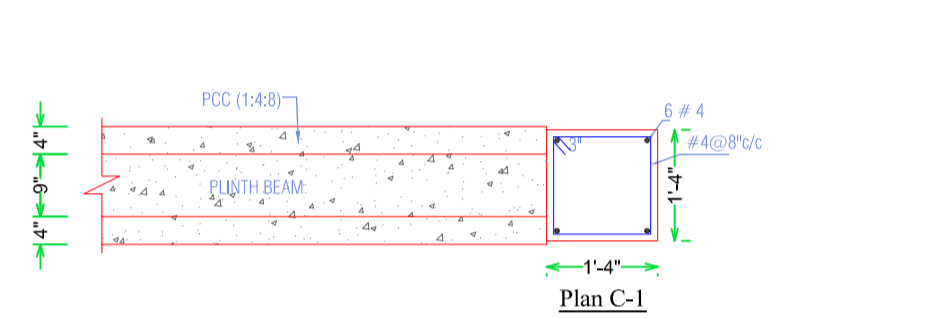 PCC (1:4:8)
6 # 4
4"
3"
#4@8"c/c
9"
PLINTH BEAM
1'-4"
4"
1'-4"
Plan C-1